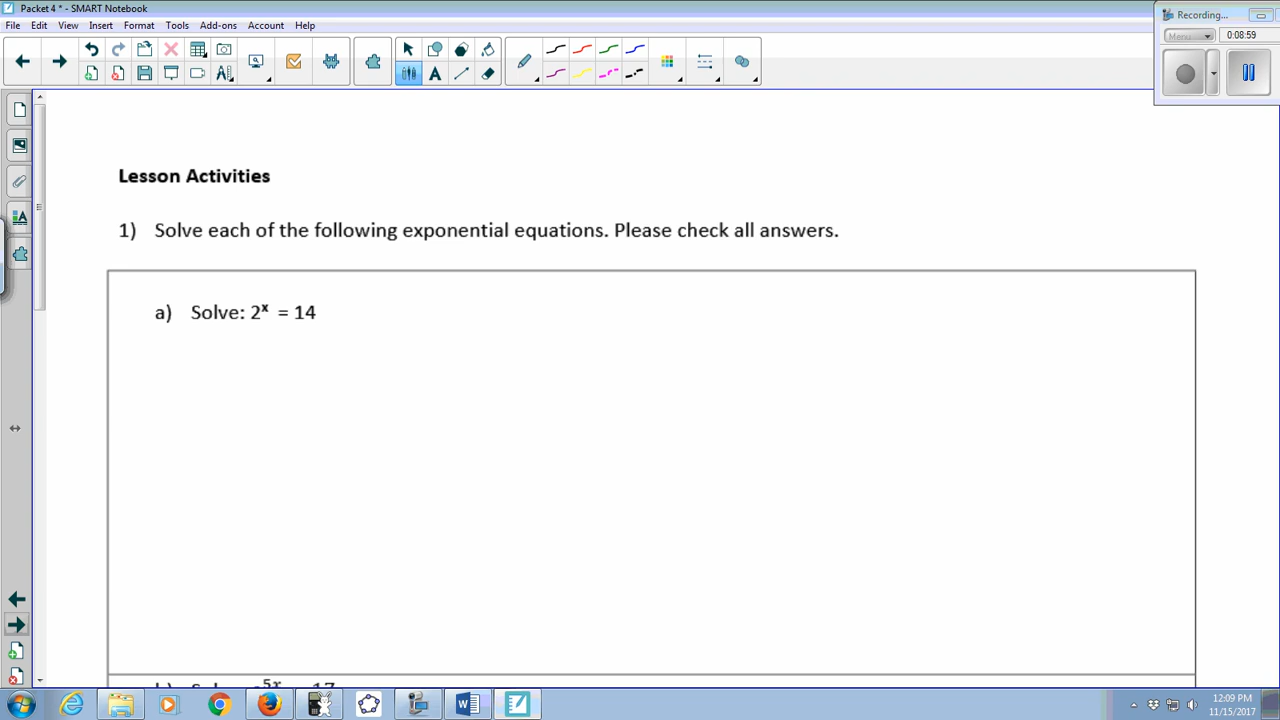 Packet 4 * - SMART Notebook
File Edit View Insert Format Tools Add-ons Account Help
Recording...
Menu
0:08:59
Lesson Activities
1) Solve each of the following exponential equations. Please check all answers.
a) Solve: 2ˣ = 14
12:09 PM
11/15/2017